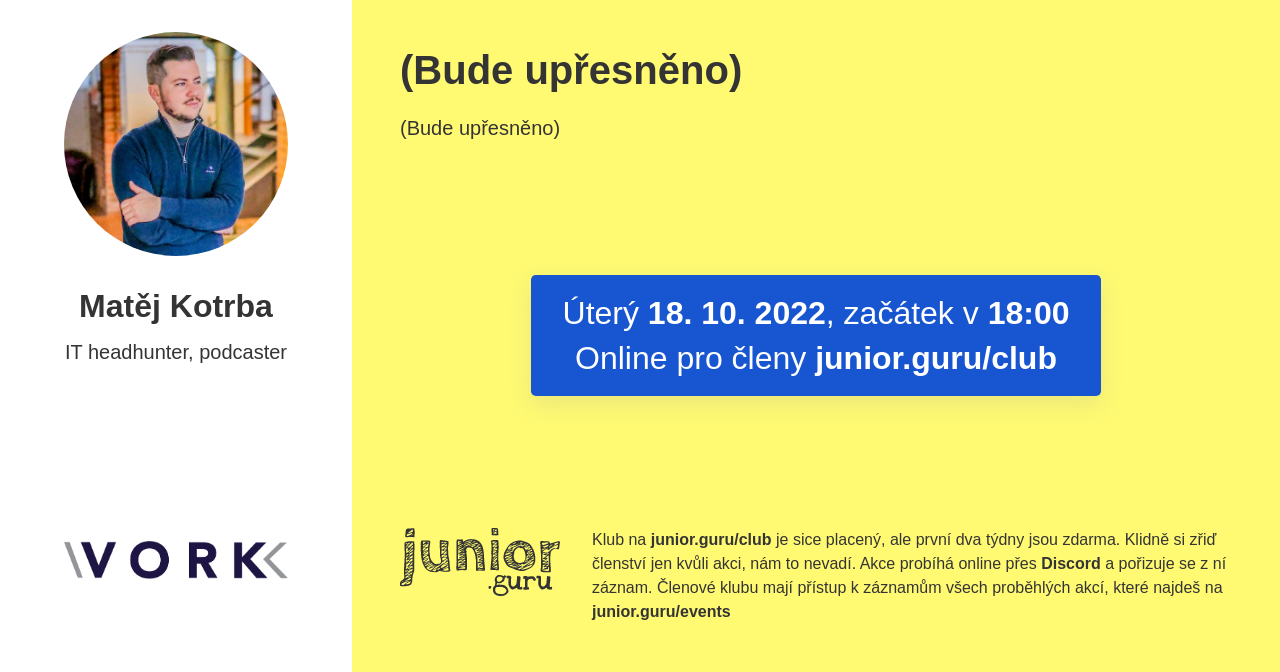 Matěj Kotrba
IT headhunter, podcaster
\VORK
(Bude upřesněno)
(Bude upřesněno)
Úterý 18. 10. 2022, začátek v 18:00
Online pro členy junior.guru/club
junior
.guru
Klub na junior.guru/club je sice placený, ale první dva týdny jsou zdarma. Klidně si zřiď
členství jen kvůli akci, nám to nevadí. Akce probíhá online přes Discord a pořizuje se z ní
záznam. Členové klubu mají přístup k záznamům všech proběhlých akcí, které najdeš na
junior.guru/events